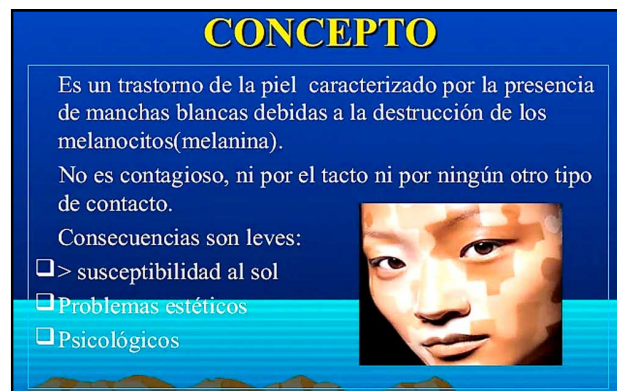 CONCEPTO
Es un trastorno de la piel caracterizado por la presencia
de manchas blancas debidas a la destrucción de los
melanocitos(melanina).
No es contagioso, ni por el tacto ni por ningún otro tipo
de contacto.
Consecuencias son leves:
❑> susceptibilidad al sol
❑Problemas estéticos
❑Psicológicos